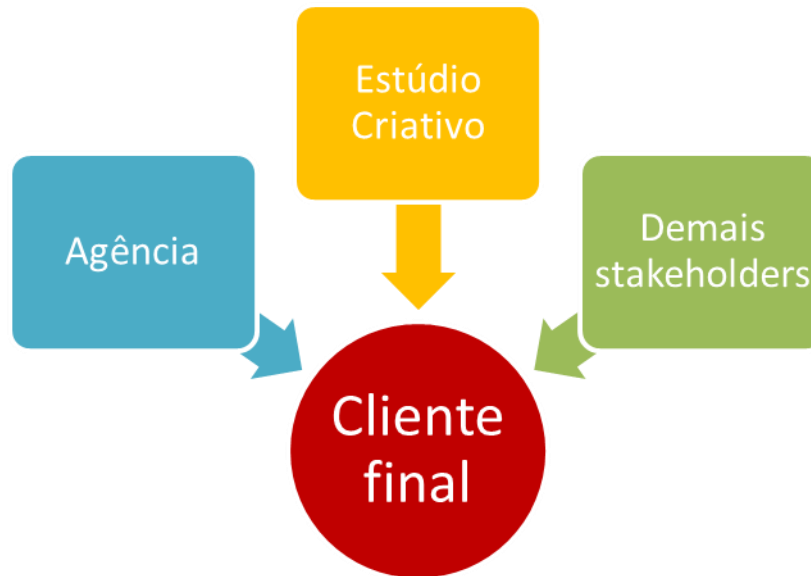 Estúdio
Criativo
Agência
Demais
stakeholders
Cliente
final